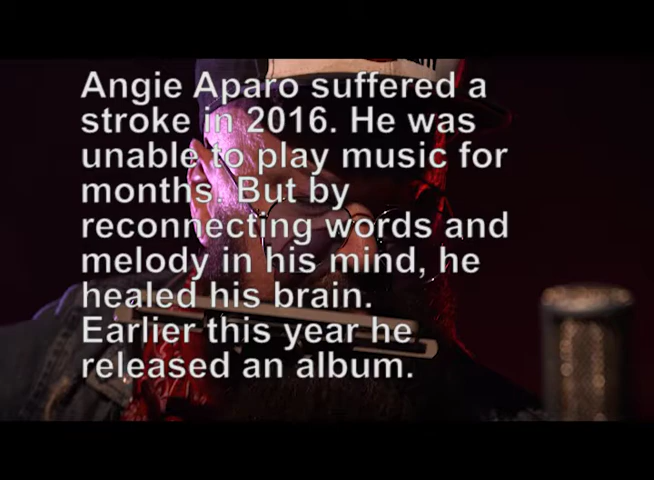 Angie Aparo suffered a
stroke in 2016. He was
unable to play music for
months. But by
reconnecting words and
melody in his mind, he
healed his brain.
Earlier this year he
released an album.